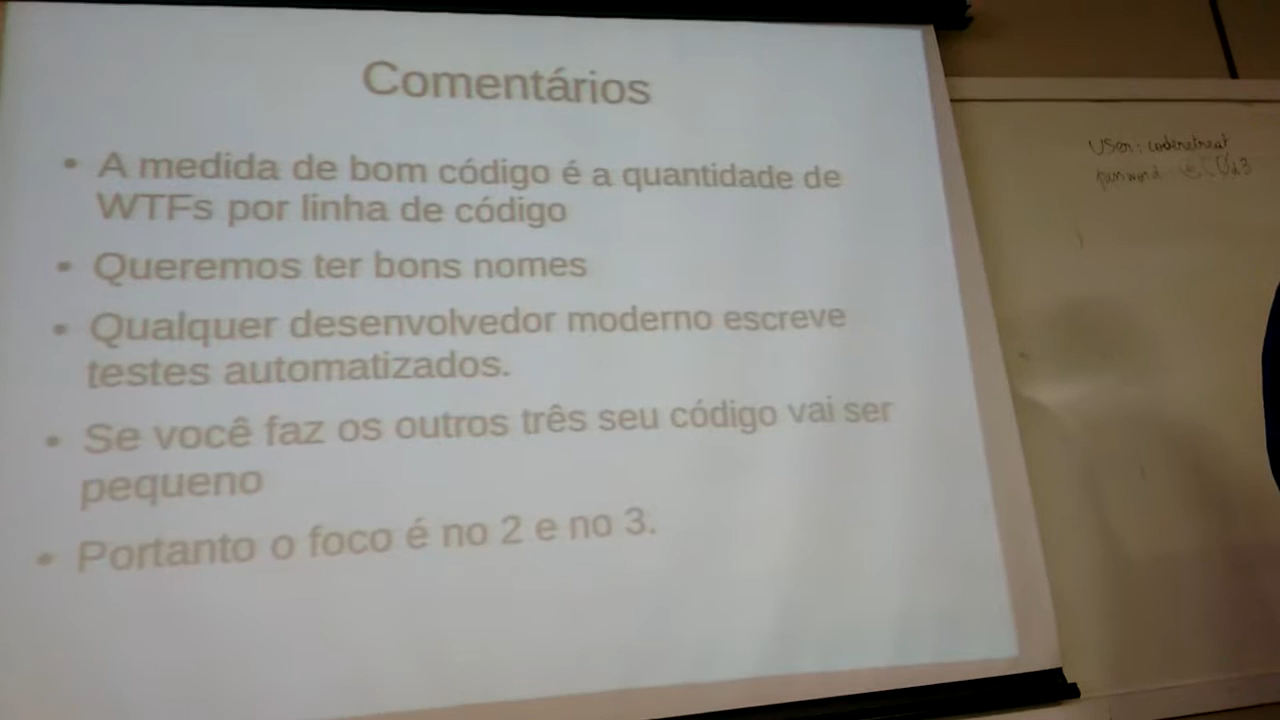 Comentários
• A medida de bom código é a quantidade de
WTFs por linha de código
• Queremos ter bons nomes
• Qualquer desenvolvedor moderno escreve
testes automatizados.
• Se você faz os outros três seu código vai ser
pequeno
• Portanto o foco é no 2 e no 3.
User: coderetreat